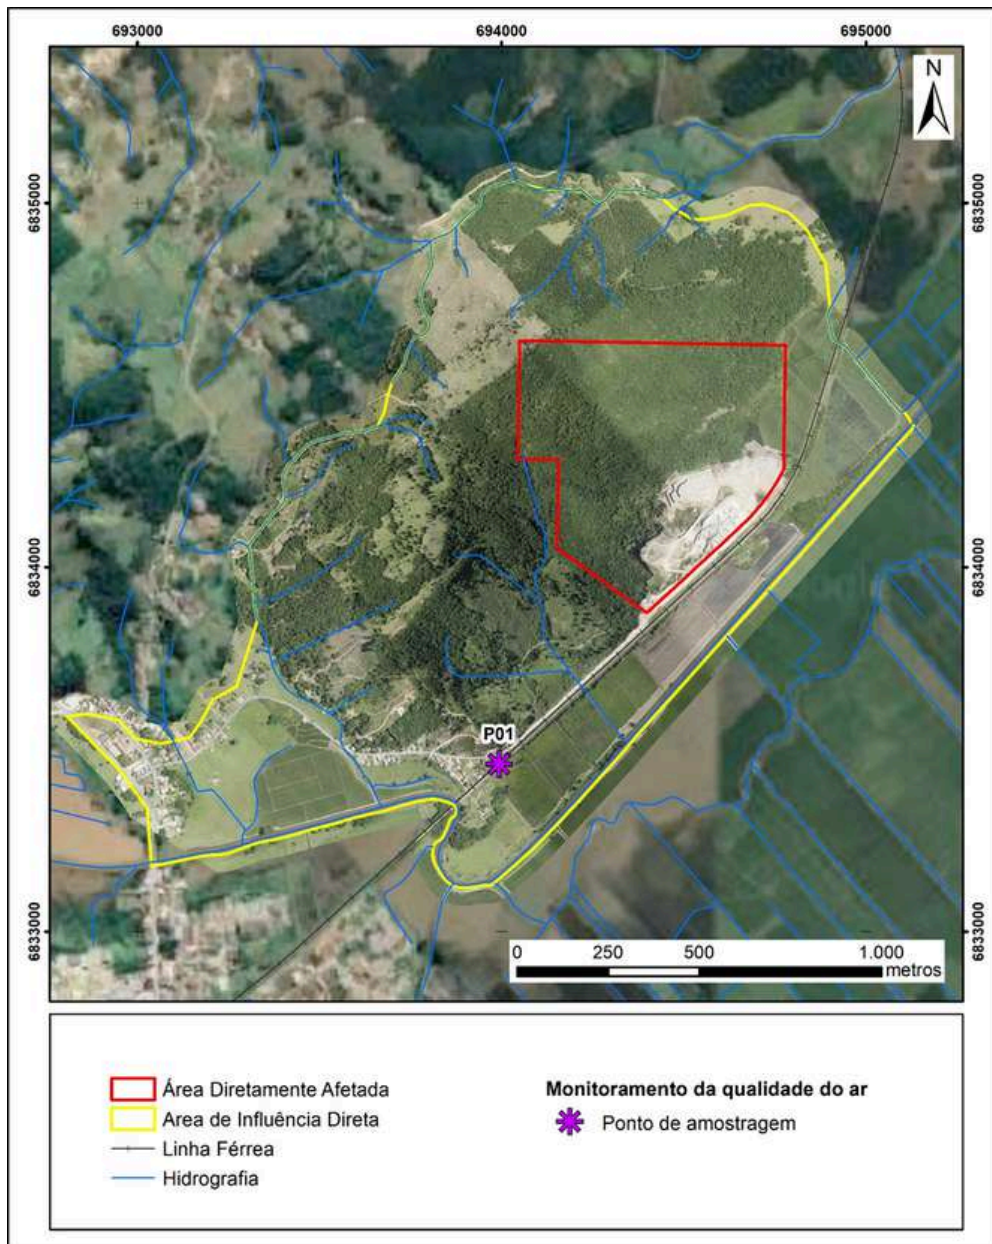 693000 694000 695000
N
6835000 6835000
6834000 6834000
P01
6833000 6833000
0 250 500 1.000
metros
Área Diretamente Afetada
Area de Influência Direta
Linha Férrea
Hidrografia
Monitoramento da qualidade do ar
Ponto de amostragem